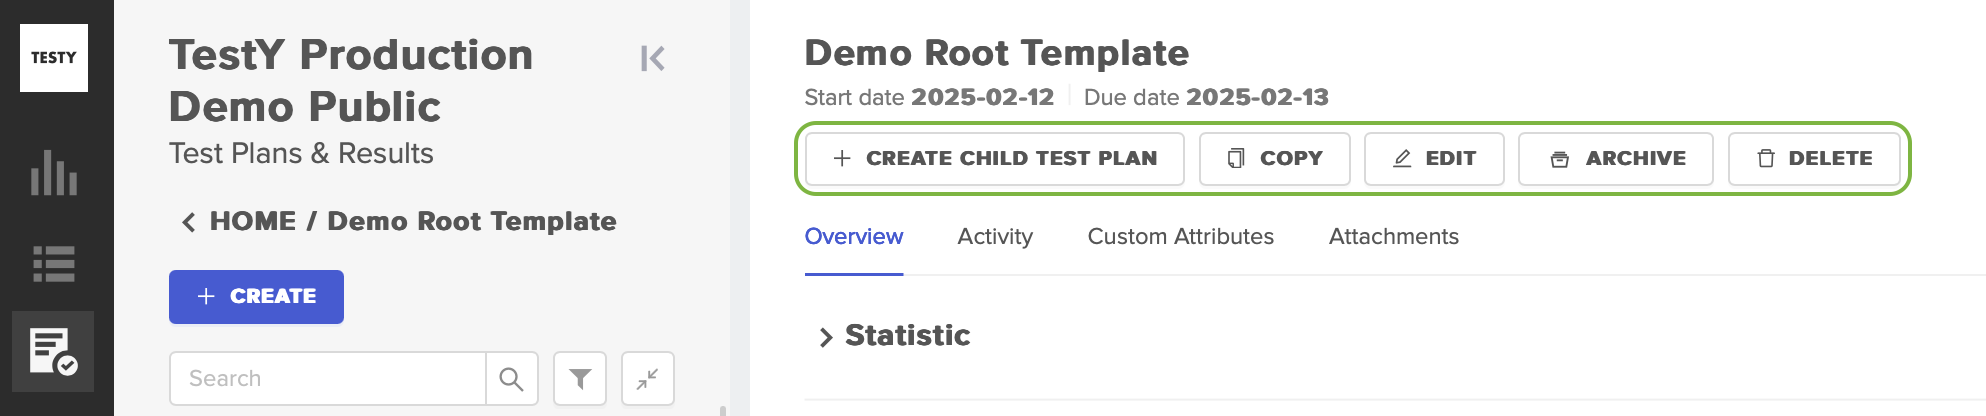 TESTY
TestY Production
Demo Public
Test Plans & Results
HOME / Demo Root Template
CREATE
Search
Demo Root Template
Start date 2025-02-12 Due date 2025-02-13
CREATE CHILD TEST PLAN COPY EDIT ARCHIVE DELETE
Overview Activity Custom Attributes Attachments
Statistic